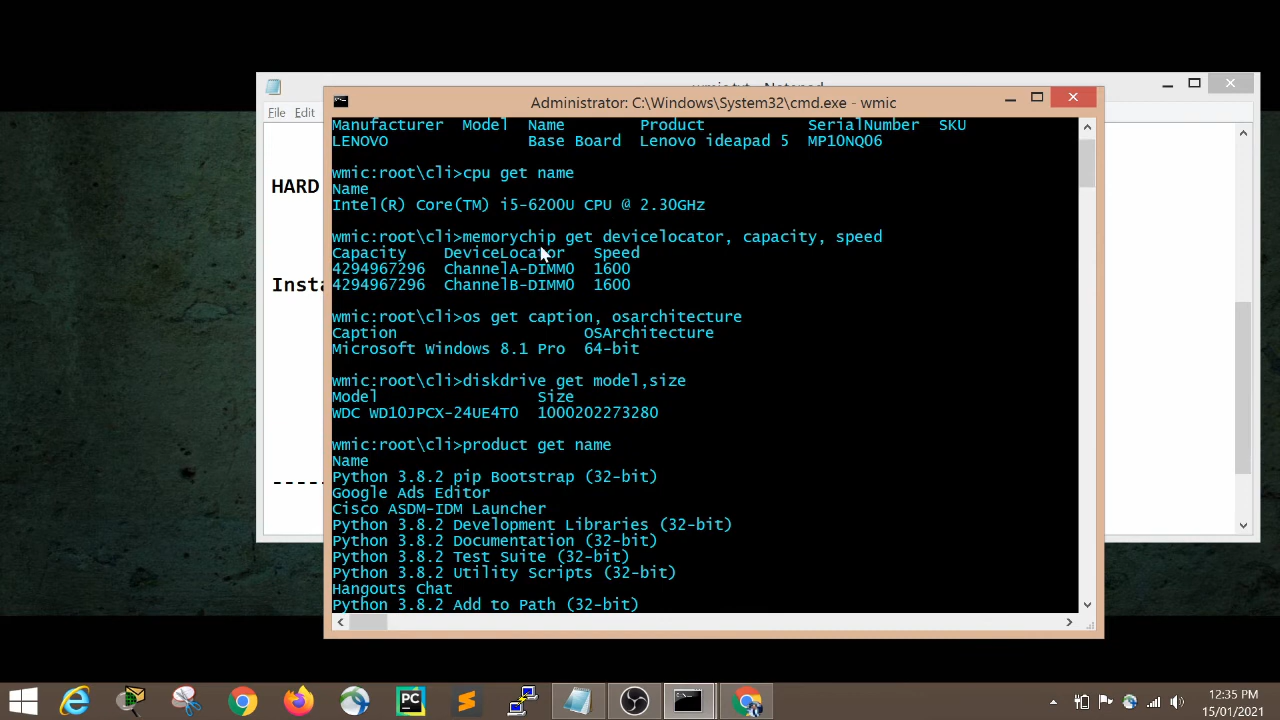 wmic.txt - Notepad
File Edit
HARD
Insta
-----
Administrator: C:\Windows\System32\cmd.exe - wmic
Manufacturer Model Name Product SerialNumber SKU
LENOVO Base Board Lenovo ideapad 5 MP10NQ06
wmic:root\cli>cpu get name
Name
Intel(R) Core(TM) i5-6200U CPU @ 2.30GHz
wmic:root\cli>memorychip get devicelocator, capacity, speed
Capacity DeviceLocator Speed
4294967296 ChannelA-DIMM0 1600
4294967296 ChannelB-DIMM0 1600
wmic:root\cli>os get caption, osarchitecture
Caption OSArchitecture
Microsoft Windows 8.1 Pro 64-bit
wmic:root\cli>diskdrive get model,size
Model Size
WDC WD10JPCX-24UE4T0 1000202273280
wmic:root\cli>product get name
Name
Python 3.8.2 pip Bootstrap (32-bit)
Google Ads Editor
Cisco ASDM-IDM Launcher
Python 3.8.2 Development Libraries (32-bit)
Python 3.8.2 Documentation (32-bit)
Python 3.8.2 Test Suite (32-bit)
Python 3.8.2 Utility Scripts (32-bit)
Hangouts Chat
Python 3.8.2 Add to Path (32-bit)
PC
12:35 PM
15/01/2021